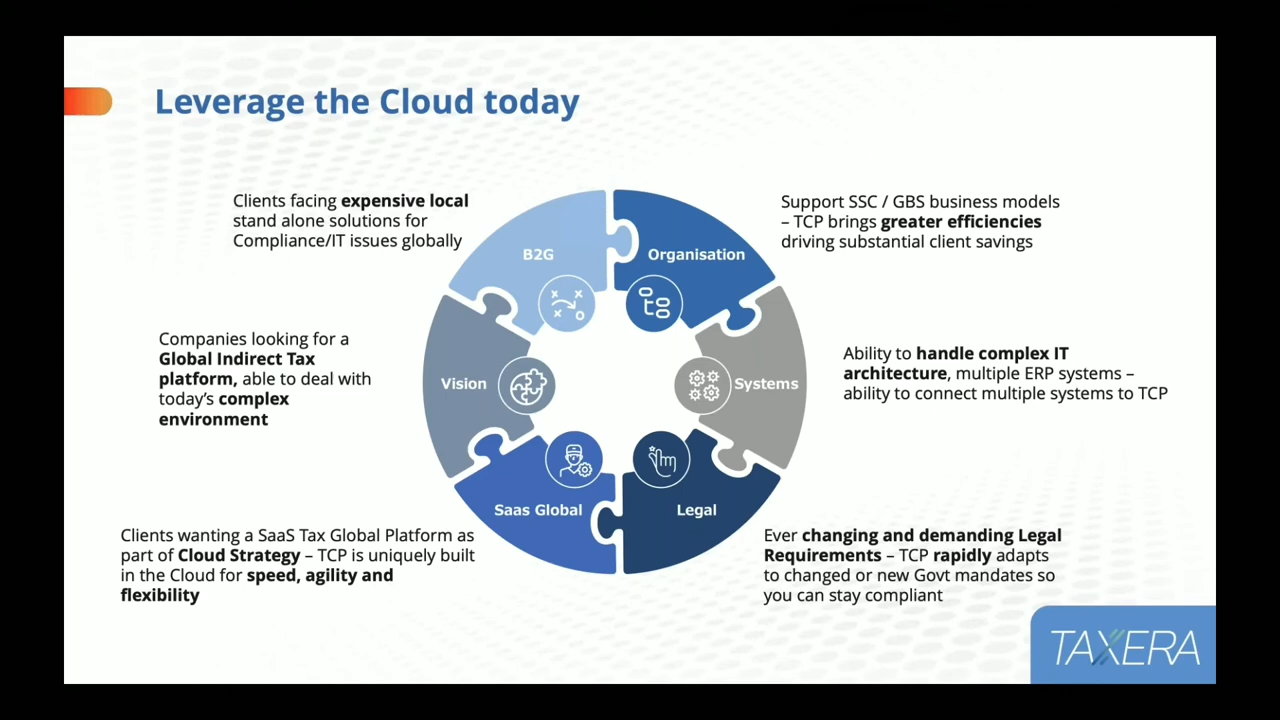 Leverage the Cloud today
Clients facing expensive local
stand alone solutions for
Compliance/IT issues globally
Support SSC / GBS business models
– TCP brings greater efficiencies
driving substantial client savings
B2G
Organisation
Companies looking for a
Global Indirect Tax
platform, able to deal with
today’s complex
environment
Vision
Systems
Ability to handle complex IT
architecture, multiple ERP systems –
ability to connect multiple systems to TCP
Saas Global
Legal
Clients wanting a SaaS Tax Global Platform as
part of Cloud Strategy – TCP is uniquely built
in the Cloud for speed, agility and
flexibility
Ever changing and demanding Legal
Requirements – TCP rapidly adapts
to changed or new Govt mandates so
you can stay compliant
TAXERA